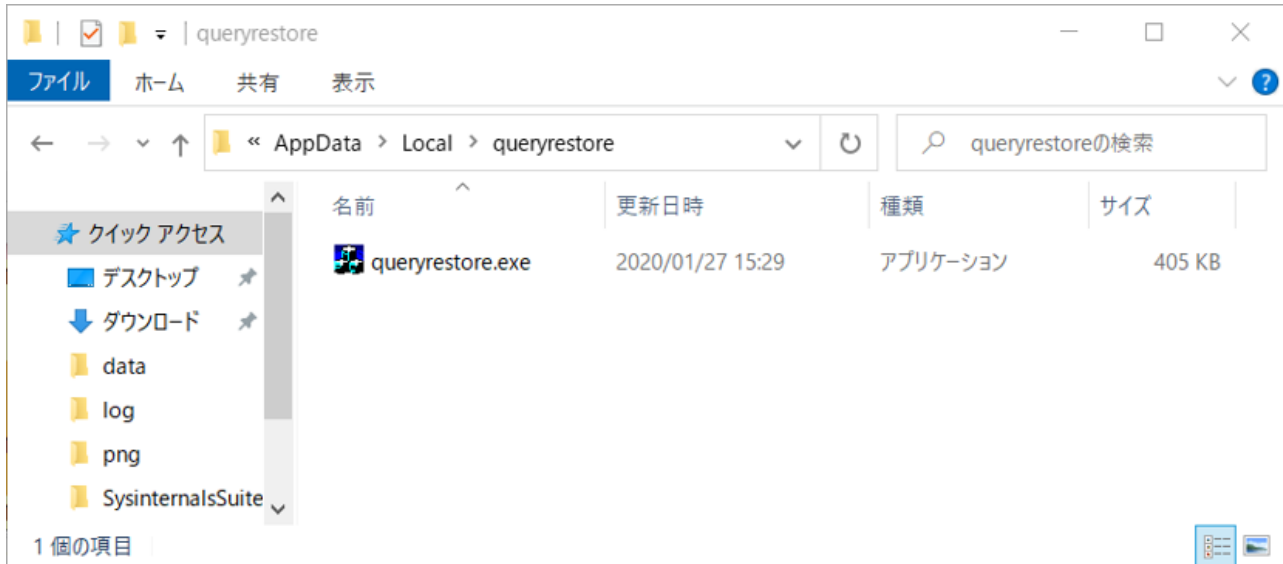 queryrestore
ファイル ホーム 共有 表示
« AppData > Local > queryrestore queryrestoreの検索
名前 更新日時 種類 サイズ
クイック アクセス
queryrestore.exe 2020/01/27 15:29 アプリケーション 405 KB
デスクトップ
ダウンロード
data
log
png
SysinternalsSuite
1 個の項目